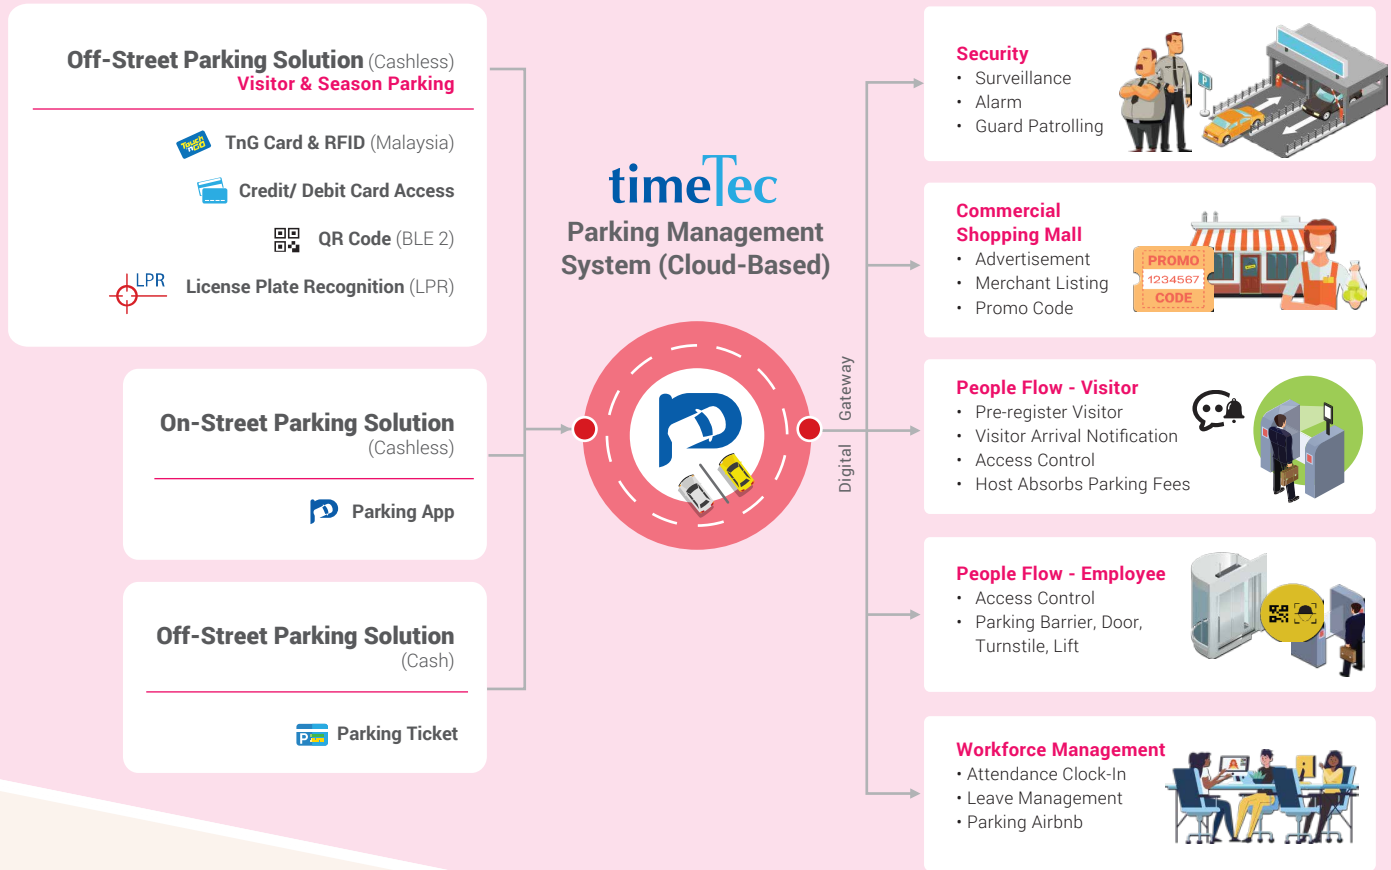 Off-Street Parking Solution (Cashless)
Visitor & Season Parking
Touch
nGO
TnG Card & RFID (Malaysia)
Credit/ Debit Card Access
QR Code (BLE 2)
LPR
License Plate Recognition (LPR)
On-Street Parking Solution
(Cashless)
Parking App
Off-Street Parking Solution
(Cash)
P
Parking Ticket
timeTec
Parking Management
System (Cloud-Based)
Digital Gateway
Security
• Surveillance
• Alarm
• Guard Patrolling
P
Commercial
Shopping Mall
• Advertisement
• Merchant Listing
• Promo Code
PROMO
1234567
CODE
People Flow - Visitor
• Pre-register Visitor
• Visitor Arrival Notification
• Access Control
• Host Absorbs Parking Fees
People Flow - Employee
• Access Control
• Parking Barrier, Door,
Turnstile, Lift
Workforce Management
• Attendance Clock-In
• Leave Management
• Parking Airbnb